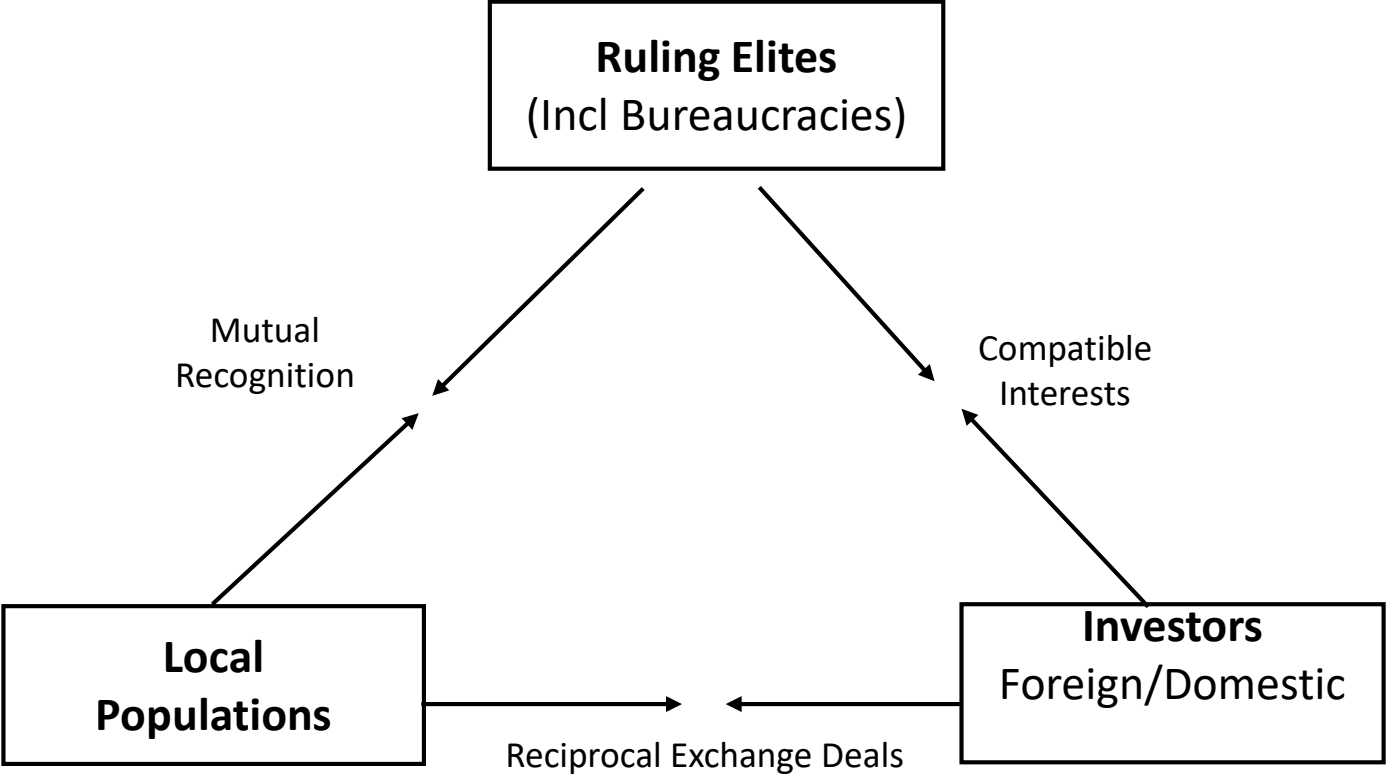 Ruling Elites
(Incl Bureaucracies)
Mutual
Recognition
Compatible
Interests
Local
Populations
Investors
Foreign/Domestic
Reciprocal Exchange Deals